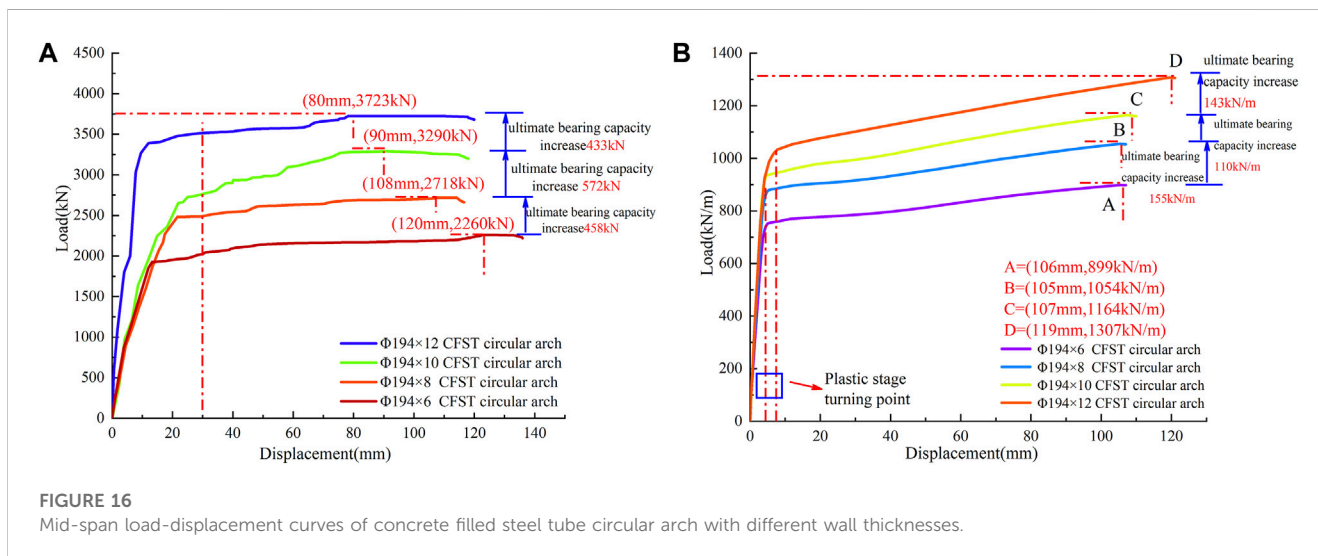 A
Load(kN)
4500
4000
3500
3000
2500
2000
1500
1000
500
0
0 20 40 60 80 100 120 140 160
Displacement(mm)
(80mm,3723kN)
(90mm,3290kN)
(108mm,2718kN)
(120mm,2260kN)
ultimate bearing capacity
increase433kN
ultimate bearing capacity
increase 572kN
ultimate bearing capacity
increase458kN
Φ194×12 CFST circular arch
Φ194×10 CFST circular arch
Φ194×8 CFST circular arch
Φ194×6 CFST circular arch
B
Load(kN/m)
1400
1200
1000
800
600
400
200
0
0 20 40 60 80 100 120
Displacement(mm)
D
C
B
A
ultimate bearing
capacity increase
143kN/m
ultimate bearing
capacity increase
110kN/m
ultimate bearing
capacity increase
155kN/m
A=(106mm,899kN/m)
B=(105mm,1054kN/m)
C=(107mm,1164kN/m)
D=(119mm,1307kN/m)
Φ194×6 CFST circular arch
Φ194×8 CFST circular arch
Φ194×10 CFST circular arch
Φ194×12 CFST circular arch
Plastic stage
turning point
FIGURE 16
Mid-span load-displacement curves of concrete filled steel tube circular arch with different wall thicknesses.